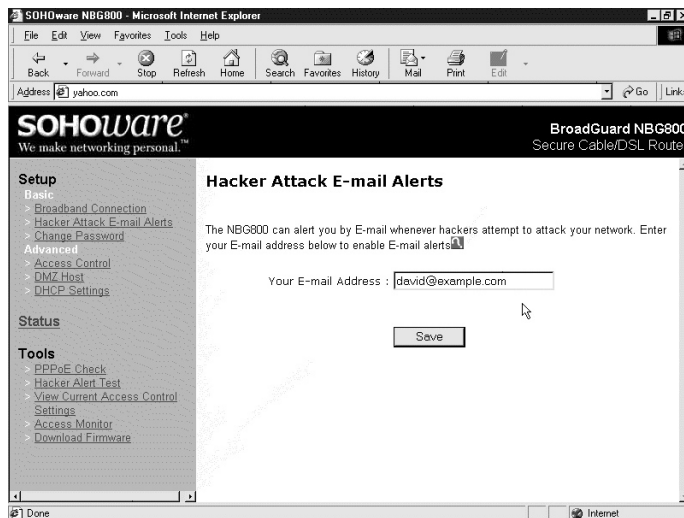 SOHOware NBG800 - Microsoft Internet Explorer
File Edit View Favorites Tools Help
Back Forward Stop Refresh Home Search Favorites History Mail Print Edit
Address yahoo.com Go Link
SOHOware®
We make networking personal.™
BroadGuard NBG800
Secure Cable/DSL Route
Setup
Basic
> Broadband Connection
> Hacker Attack E-mail Alerts
> Change Password
Advanced
> Access Control
> DMZ Host
> DHCP Settings
Status
Tools
> PPPoE Check
> Hacker Alert Test
> View Current Access Control
Settings
> Access Monitor
> Download Firmware
Hacker Attack E-mail Alerts
The NBG800 can alert you by E-mail whenever hackers attempt to attack your network. Enter
your E-mail address below to enable E-mail alerts
Your E-mail Address : david@example.com
Save
Done Internet